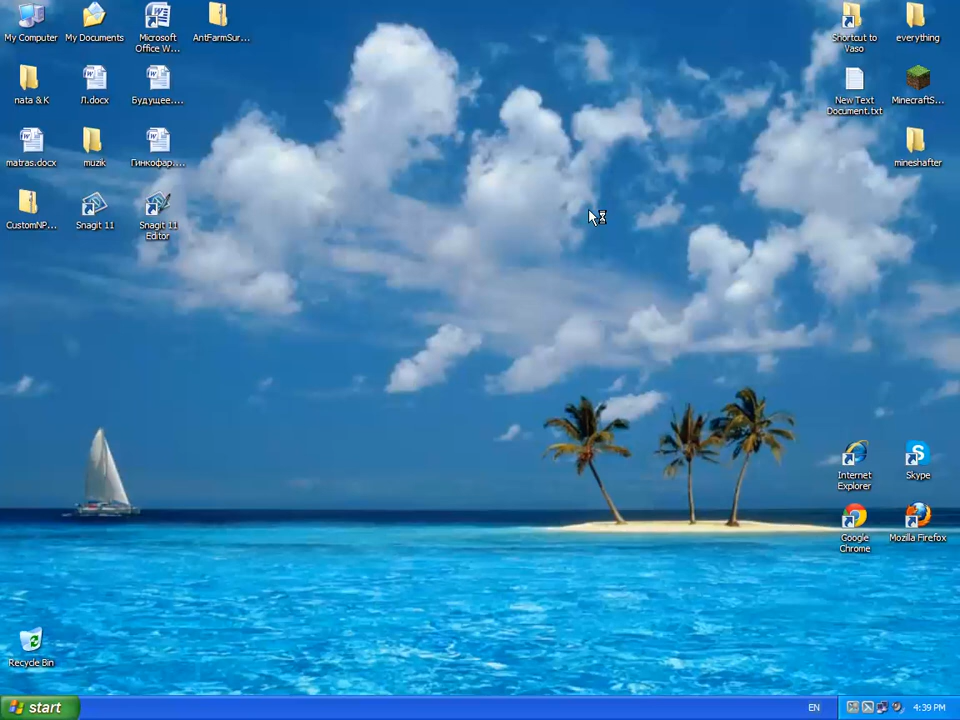 My Computer
My Documents
Microsoft
Office W...
AntFarmSur...
Shortcut to
Vaso
everything
nata & K
Л.docx
Будущее....
New Text
Document.txt
MinecraftS...
matras.docx
muzik
Гинкофар....
mineshafter
CustomNP...
Snagit 11
Snagit 11
Editor
Internet
Explorer
Skype
Google
Chrome
Mozilla Firefox
Recycle Bin
start
EN
4:39 PM